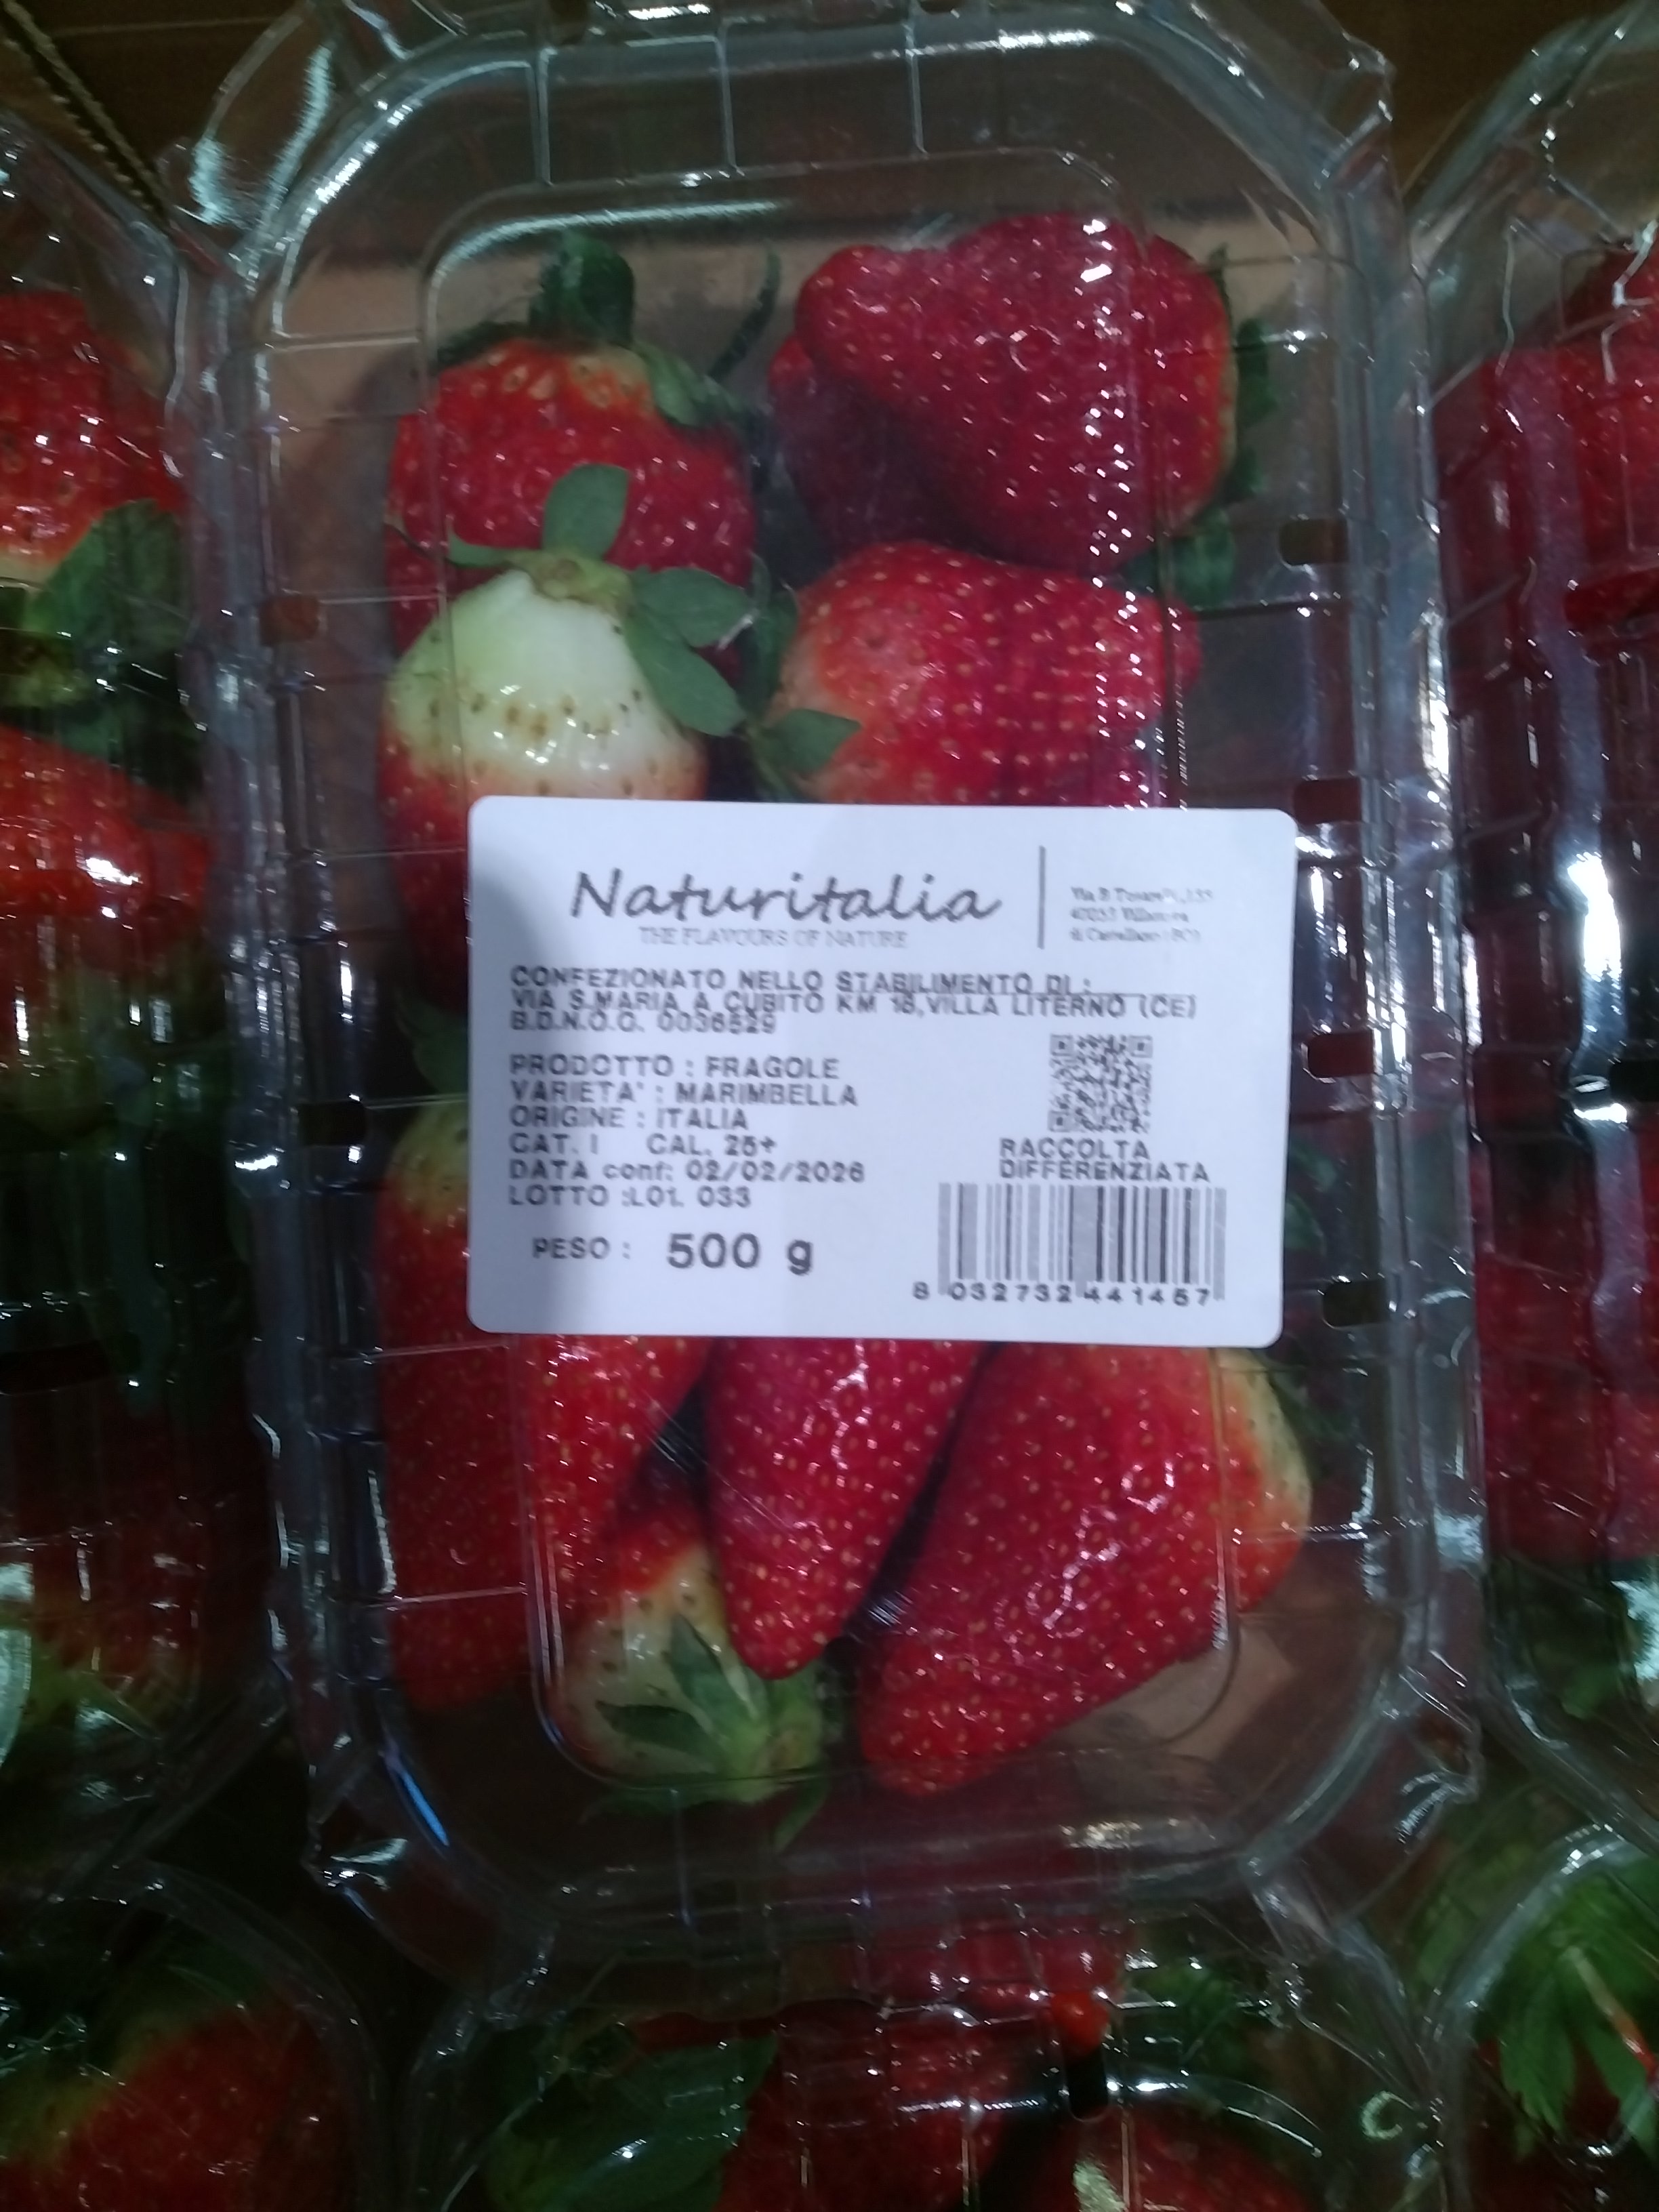 Naturitalia
THE FLAVOURS OF NATURE
CONFEZIONATO NELLO STABILIMENTO DI :
VIA S.MARIA A CUBITO KM 18,VILLA LITERNO (CE)
B.D.N.O.O. 0036529
PRODOTTO : FRAGOLE
VARIETA' : MARIMBELLA
ORIGINE : ITALIA
CAT. I CAL. 25+
DATA conf: 02/02/2026
LOTTO :L01. 033
PESO : 500 g
RACCOLTA
DIFFERENZIATA
8 032732 441457